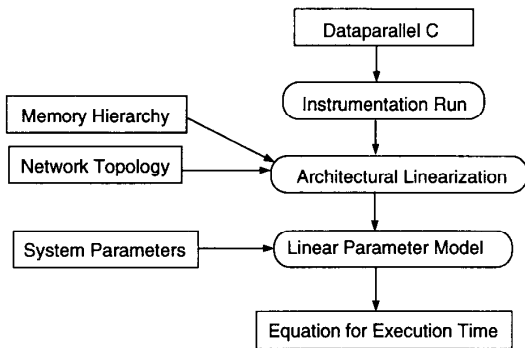 Dataparallel C
Instrumentation Run
Memory Hierarchy
Network Topology
Architectural Linearization
System Parameters
Linear Parameter Model
Equation for Execution Time